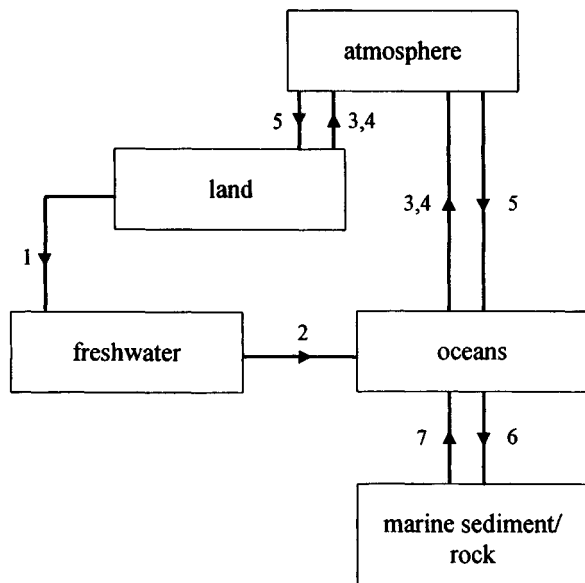 atmosphere
5
3,4
land
3,4
5
1
freshwater
2
oceans
7
6
marine sediment/
rock